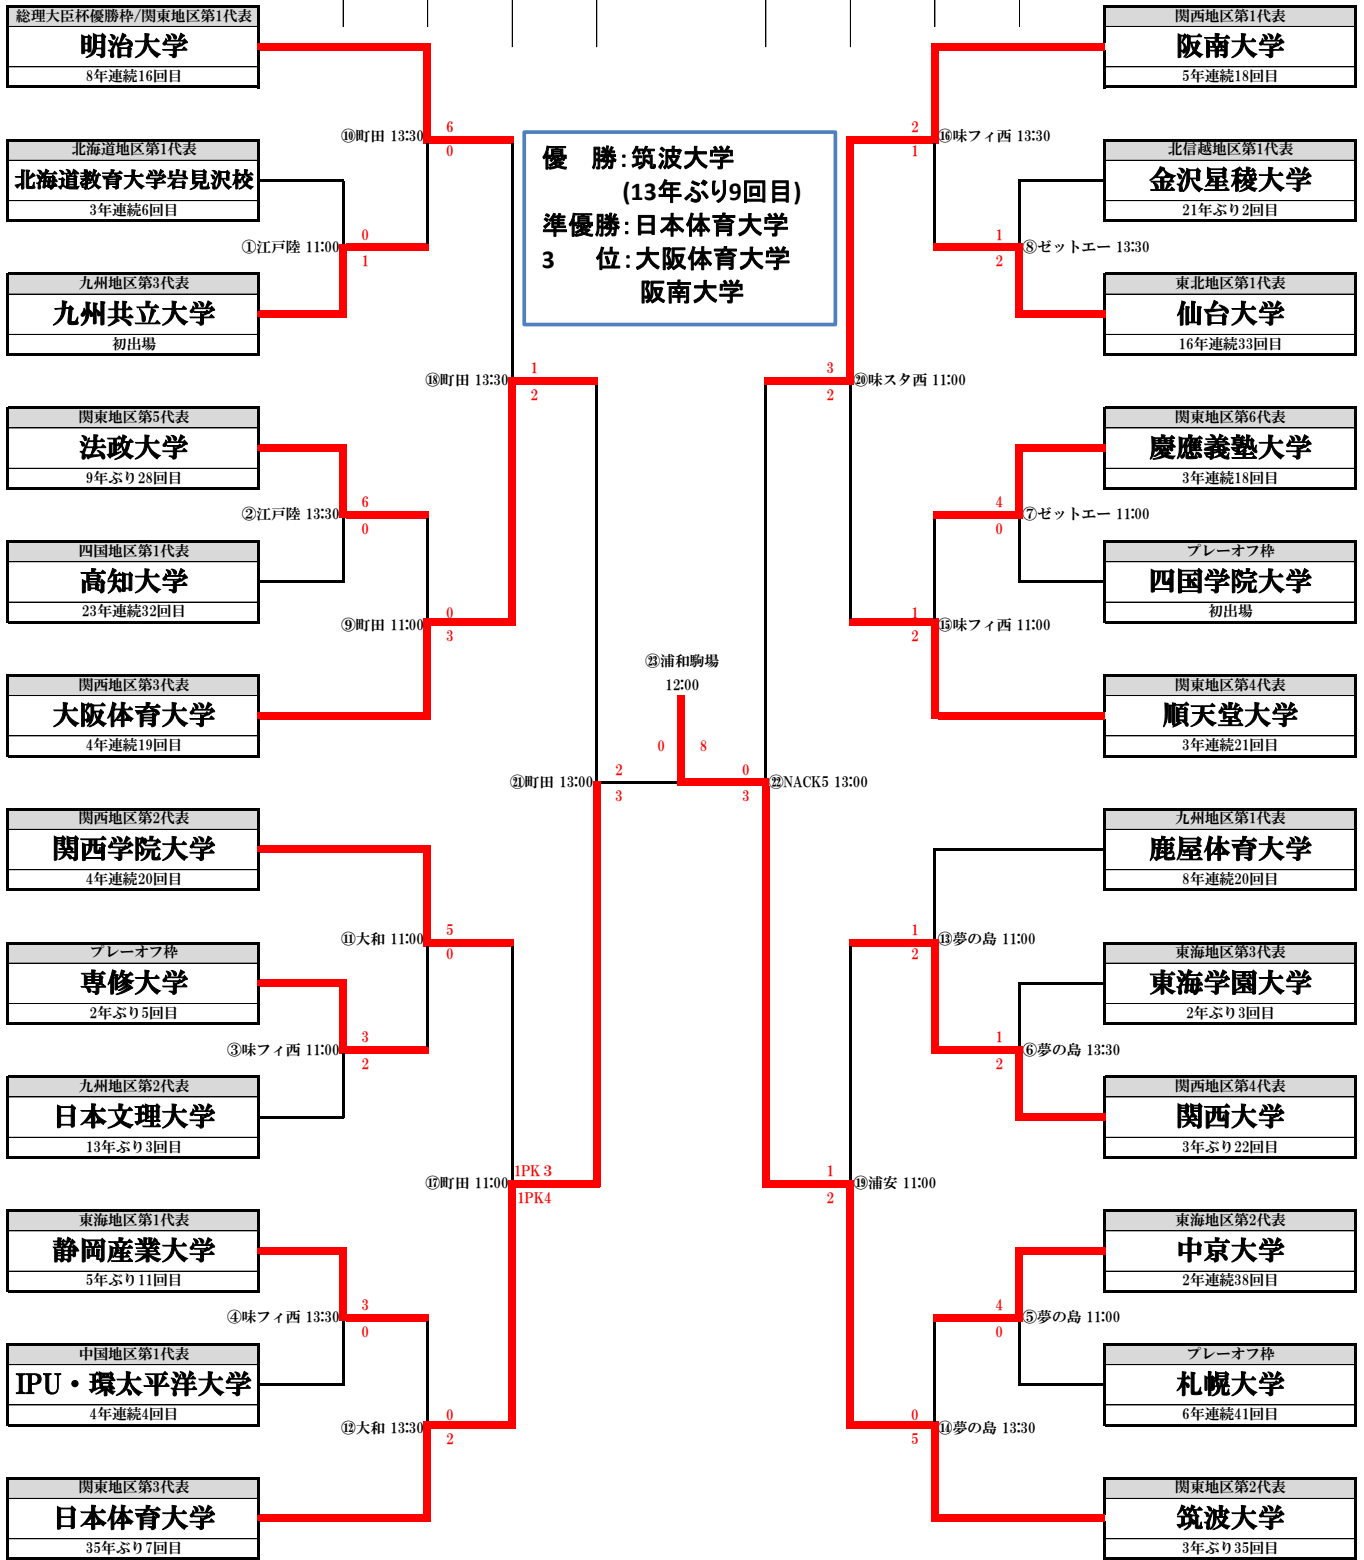 総理大臣杯優勝枠/関東地区第1代表
明治大学
8年連続16回目
北海道地区第1代表
北海道教育大学岩見沢校
3年連続6回目
九州地区第3代表
九州共立大学
初出場
関東地区第5代表
法政大学
9年ぶり28回目
四国地区第1代表
高知大学
23年連続32回目
関西地区第3代表
大阪体育大学
4年連続19回目
関西地区第2代表
関西学院大学
4年連続20回目
プレーオフ枠
専修大学
2年ぶり5回目
九州地区第2代表
日本文理大学
13年ぶり3回目
東海地区第1代表
静岡産業大学
5年ぶり11回目
中国地区第1代表
IPU・環太平洋大学
4年連続4回目
関東地区第3代表
日本体育大学
35年ぶり7回目
①江戸陸 11:00
0
1
②江戸陸 13:30
6
0
③味フィ西 11:00
3
2
④味フィ西 13:30
3
0
⑩町田 13:30
6
0
⑨町田 11:00
0
3
⑪大和 11:00
5
0
⑫大和 13:30
0
2
⑱町田 13:30
1
2
⑰町田 11:00
1PK 3
1PK4
㉑町田 13:00
2
3
優 勝:筑波大学
(13年ぶり9回目)
準優勝:日本体育大学
3 位:大阪体育大学
阪南大学
㉓浦和駒場
12:00
0
8
㉒NACK5 13:00
0
3
⑳味スタ西 11:00
3
2
⑲浦安 11:00
1
2
⑯味フィ西 13:30
2
1
⑮味フィ西 11:00
1
2
⑬夢の島 11:00
1
2
⑭夢の島 13:30
0
5
⑧ゼットエー 13:30
1
2
⑦ゼットエー 11:00
4
0
⑥夢の島 13:30
1
2
⑤夢の島 11:00
4
0
関西地区第1代表
阪南大学
5年連続18回目
北信越地区第1代表
金沢星稜大学
21年ぶり2回目
東北地区第1代表
仙台大学
16年連続33回目
関東地区第6代表
慶應義塾大学
3年連続18回目
プレーオフ枠
四国学院大学
初出場
関東地区第4代表
順天堂大学
3年連続21回目
九州地区第1代表
鹿屋体育大学
8年連続20回目
東海地区第3代表
東海学園大学
2年ぶり3回目
関西地区第4代表
関西大学
3年ぶり22回目
東海地区第2代表
中京大学
2年連続38回目
プレーオフ枠
札幌大学
6年連続41回目
関東地区第2代表
筑波大学
3年ぶり35回目